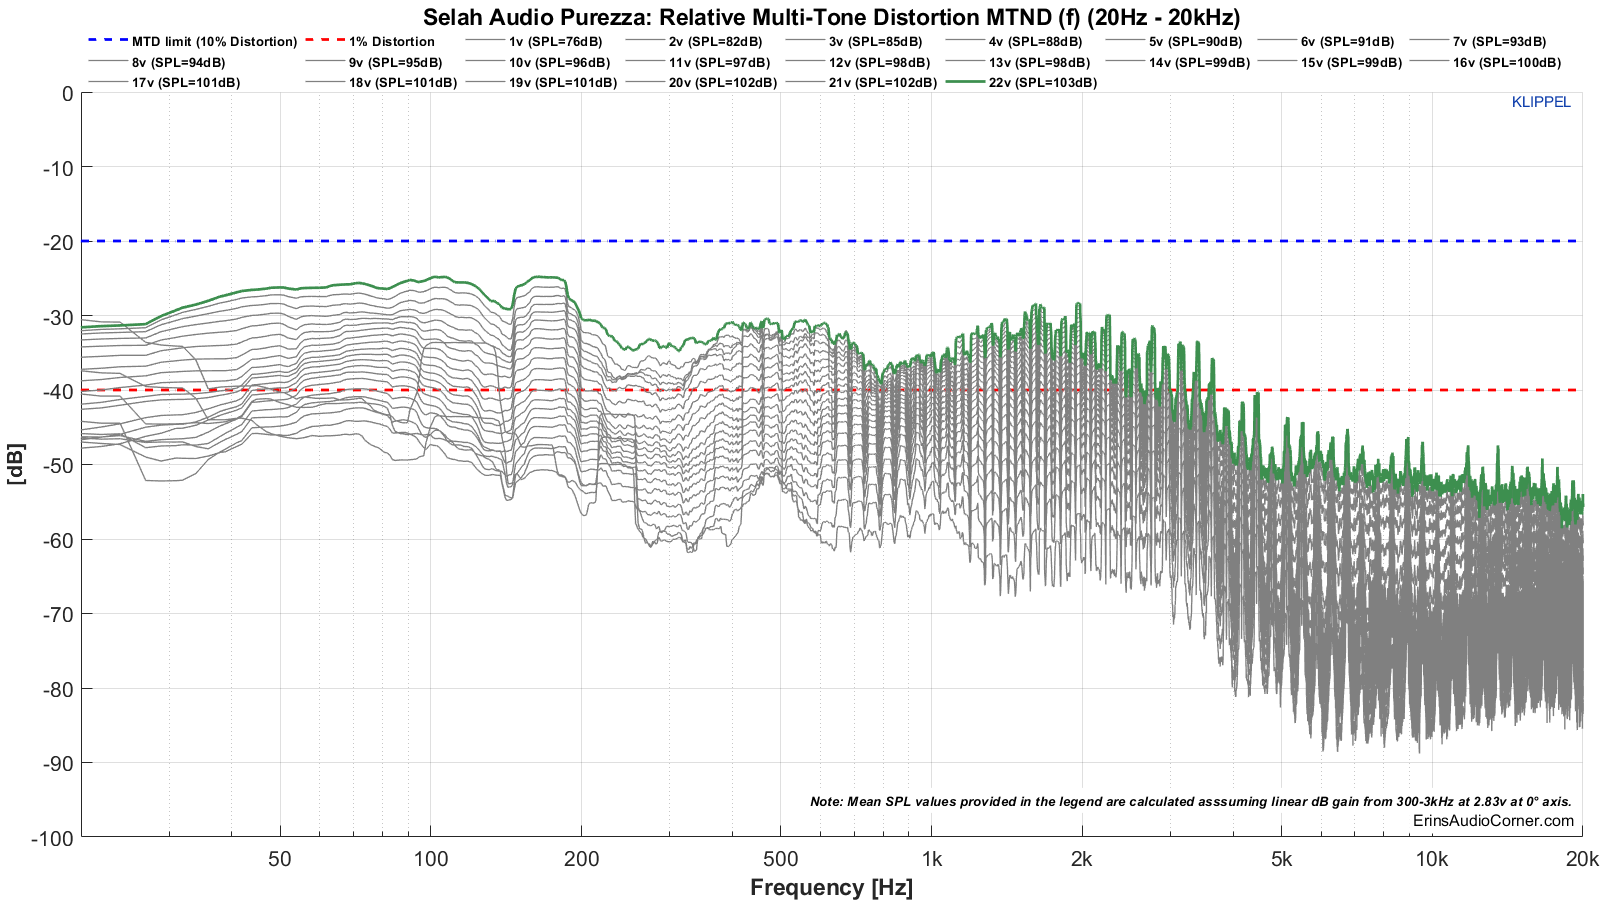 Selah Audio Purezza: Relative Multi-Tone Distortion MTND (f) (20Hz - 20kHz)
MTD limit (10% Distortion) 1% Distortion 1v (SPL=76dB) 2v (SPL=82dB) 3v (SPL=85dB) 4v (SPL=88dB) 5v (SPL=90dB) 6v (SPL=91dB) 7v (SPL=93dB)
8v (SPL=94dB) 9v (SPL=95dB) 10v (SPL=96dB) 11v (SPL=97dB) 12v (SPL=98dB) 13v (SPL=98dB) 14v (SPL=99dB) 15v (SPL=99dB) 16v (SPL=100dB)
17v (SPL=101dB) 18v (SPL=101dB) 19v (SPL=101dB) 20v (SPL=102dB) 21v (SPL=102dB) 22v (SPL=103dB)
KLIPPEL
0
-10
-20
-30
-40
-50
-60
-70
-80
-90
-100
[dB]
Note: Mean SPL values provided in the legend are calculated asssuming linear dB gain from 300-3kHz at 2.83v at 0° axis.
ErinsAudioCorner.com
50 100 200 500 1k 2k 5k 10k 20k
Frequency [Hz]